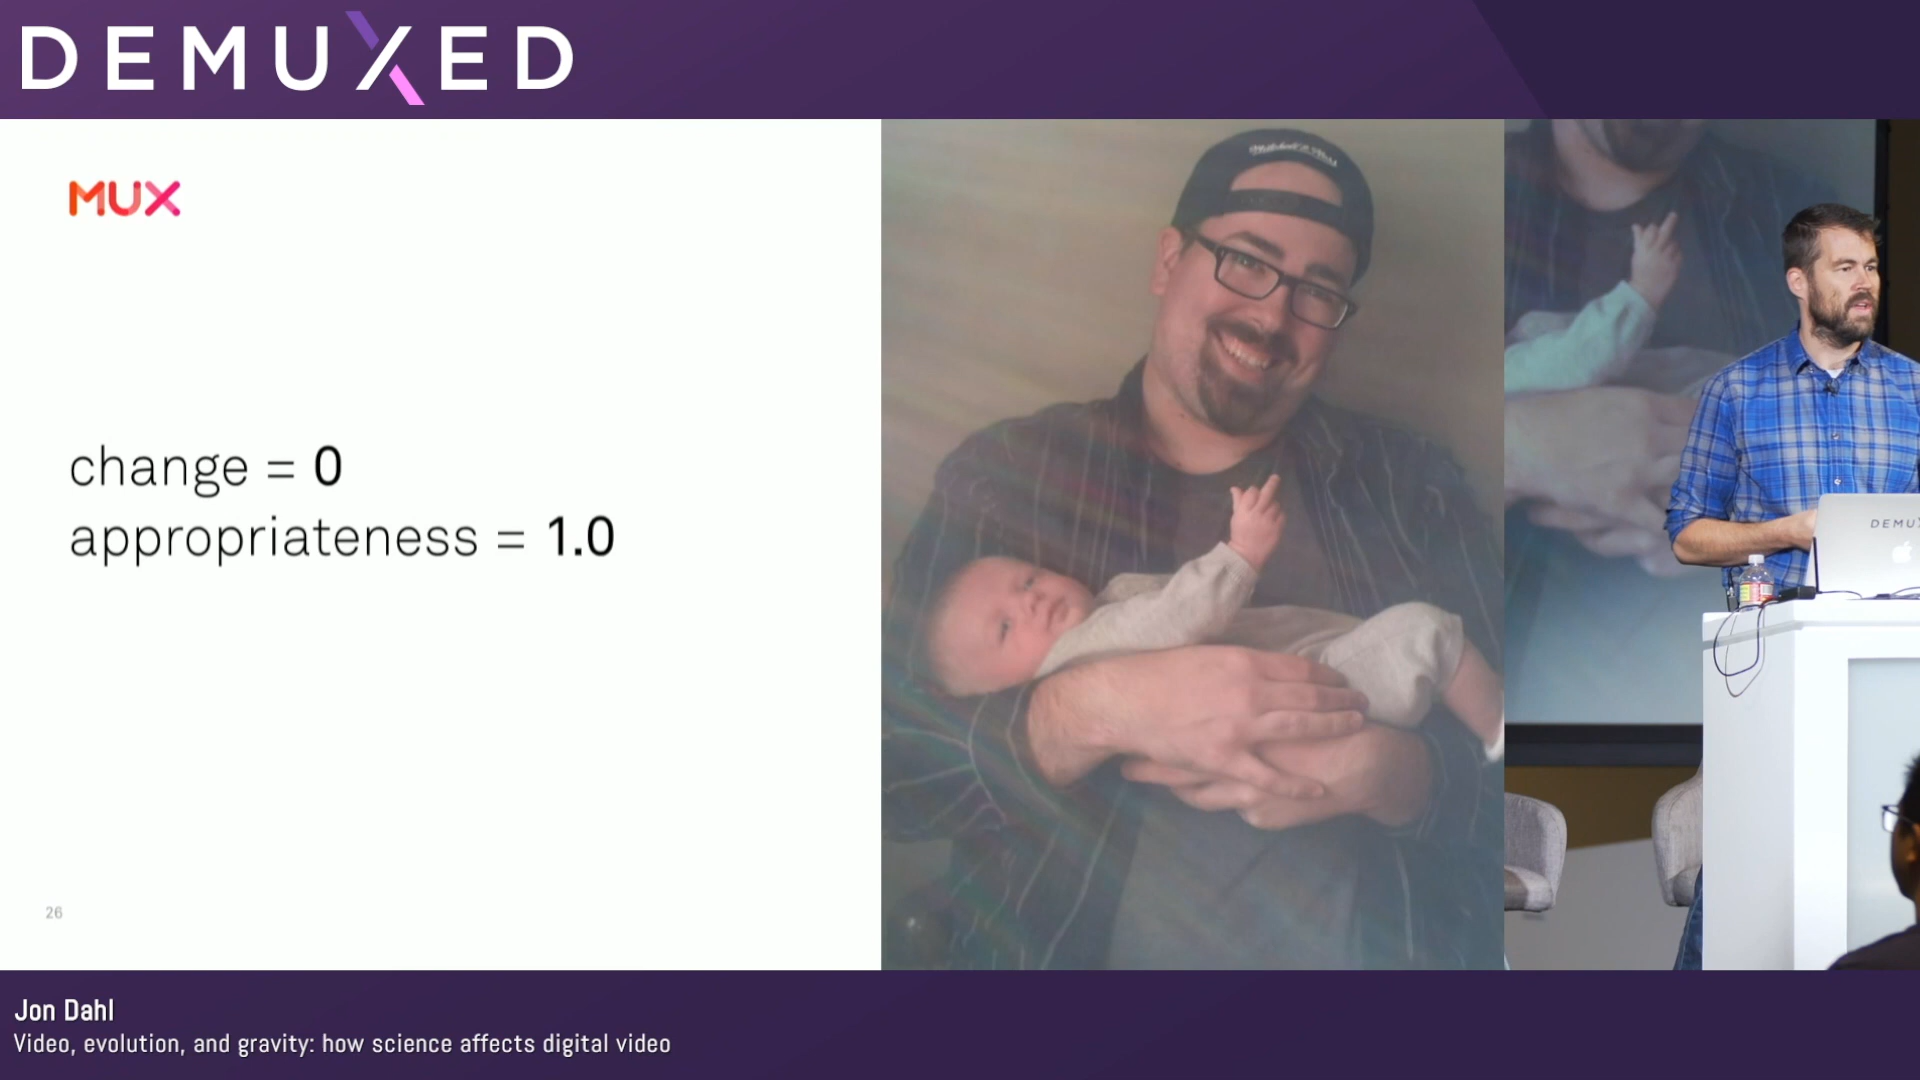 DEMUXED
MUX
change = 0
appropriateness = 1.0
26
DEMUX
Jon Dahl
Video, evolution, and gravity: how science affects digital video